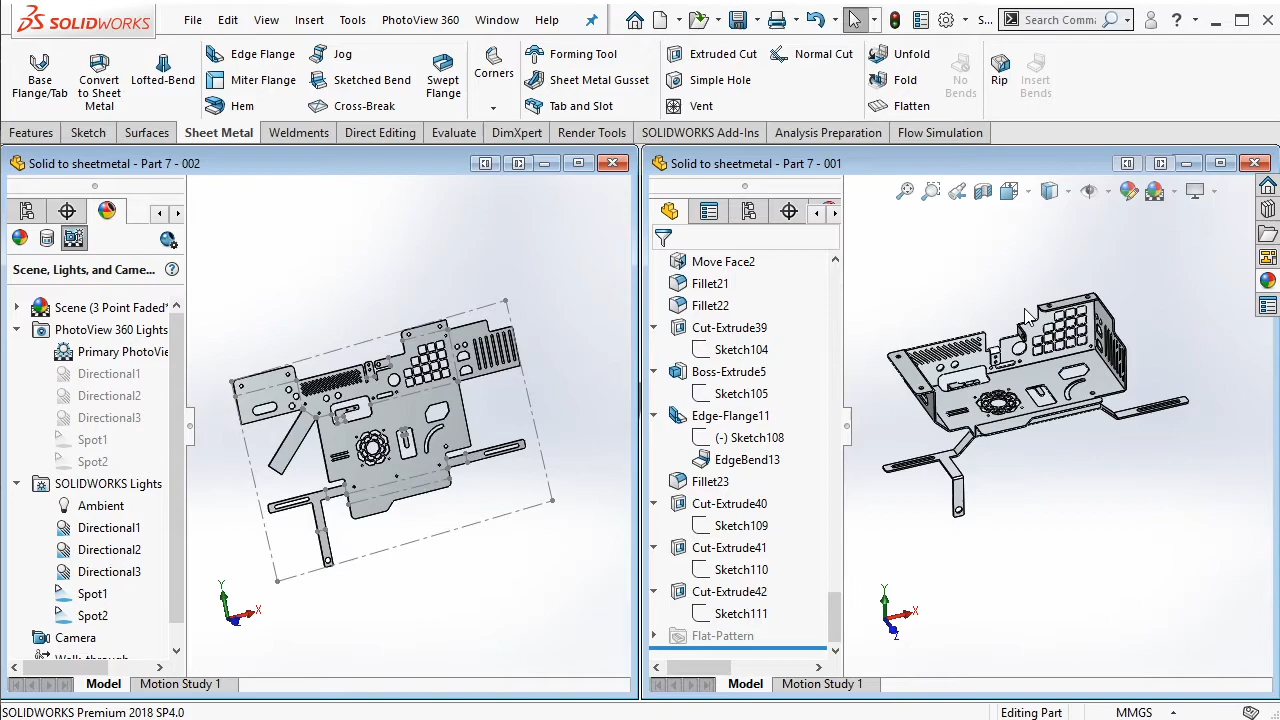 SOLIDWORKS File Edit View Insert Tools PhotoView 360 Window Help S... Search Comma ?
Base Flange/Tab
Convert to Sheet Metal
Lofted-Bend
Edge Flange
Miter Flange
Hem
Jog
Sketched Bend
Cross-Break
Swept Flange
Corners
Forming Tool
Sheet Metal Gusset
Tab and Slot
Extruded Cut
Simple Hole
Vent
Normal Cut
Unfold
Fold
Flatten
No Bends
Rip
Insert Bends
Features Sketch Surfaces Sheet Metal Weldments Direct Editing Evaluate DimXpert Render Tools SOLIDWORKS Add-Ins Analysis Preparation Flow Simulation
Solid to sheetmetal - Part 7 - 002
Scene, Lights, and Came... ?
Scene (3 Point Faded*
PhotoView 360 Lights
Primary PhotoVie
Directional1
Directional2
Directional3
Spot1
Spot2
SOLIDWORKS Lights
Ambient
Directional1
Directional2
Directional3
Spot1
Spot2
Camera
Walk-through
Y
X
Model Motion Study 1
Solid to sheetmetal - Part 7 - 001
Move Face2
Fillet21
Fillet22
Cut-Extrude39
Sketch104
Boss-Extrude5
Sketch105
Edge-Flange11
(-) Sketch108
EdgeBend13
Fillet23
Cut-Extrude40
Sketch109
Cut-Extrude41
Sketch110
Cut-Extrude42
Sketch111
Flat-Pattern
Y
X
Z
Model Motion Study 1
SOLIDWORKS Premium 2018 SP4.0 Editing Part MMGS